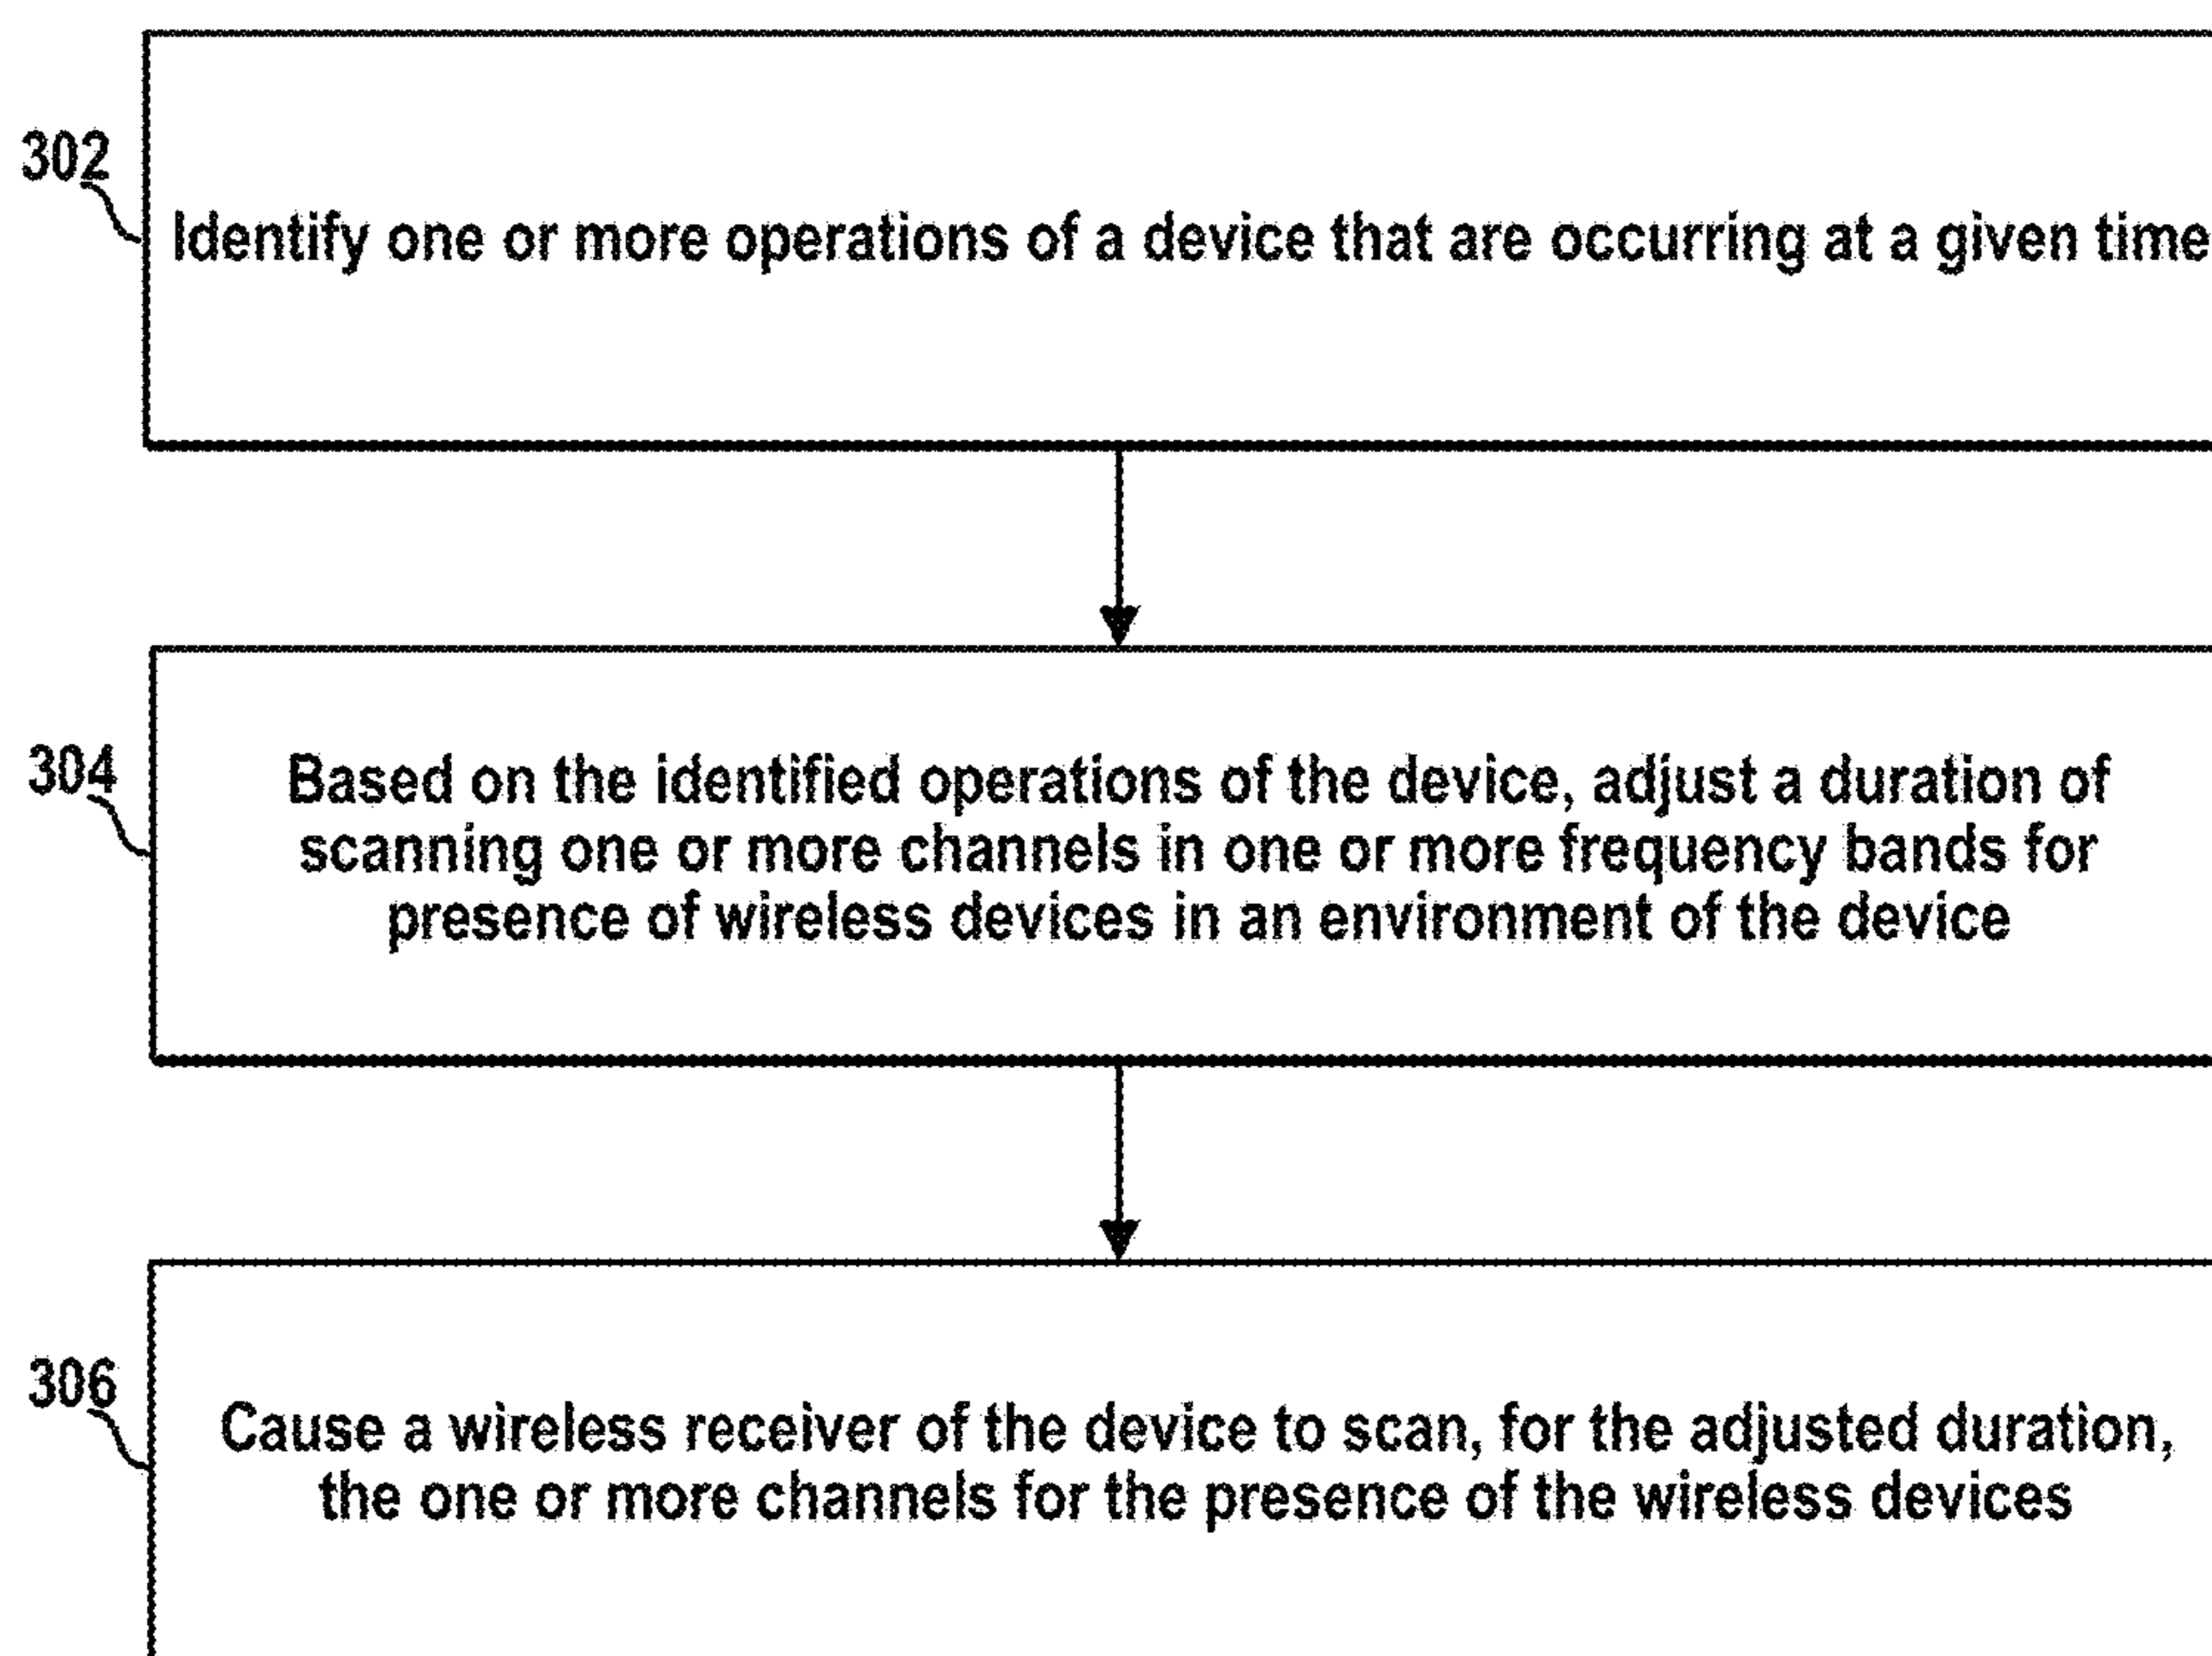 302
Identify one or more operations of a device that are occurring at a given time
304
Based on the identified operations of the device, adjust a duration of
scanning one or more channels in one or more frequency bands for
presence of wireless devices in an environment of the device
306
Cause a wireless receiver of the device to scan, for the adjusted duration,
the one or more channels for the presence of the wireless devices